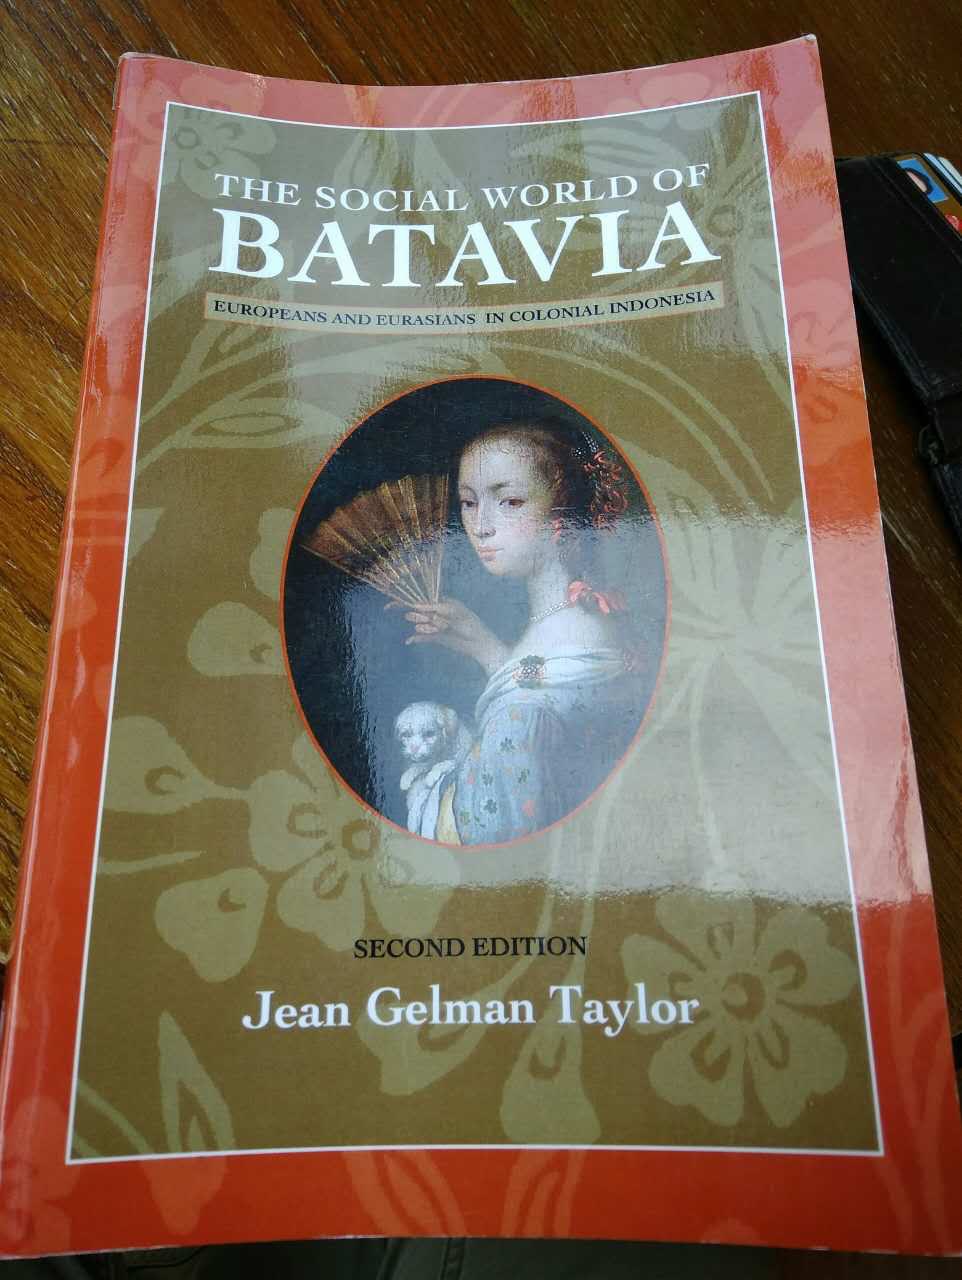 THE SOCIAL WORLD OF
BATAVIA
EUROPEANS AND EURASIANS IN COLONIAL INDONESIA
SECOND EDITION
Jean Gelman Taylor